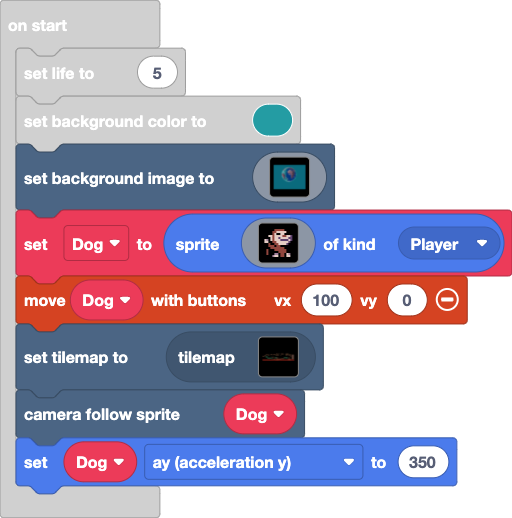 on start
set life to 5
set background color to
set background image to
set Dog to sprite of kind Player
move Dog with buttons vx 100 vy 0
set tilemap to tilemap
camera follow sprite Dog
set Dog ay (acceleration y) to 350